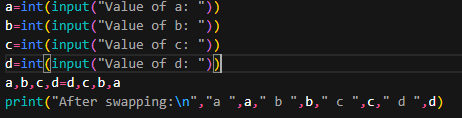 a=int(input("Value of a: "))
b=int(input("Value of b: "))
c=int(input("Value of c: "))
d=int(input("Value of d: "))
a,b,c,d=d,c,b,a
print("After swapping:\n","a ",a," b ",b," c ",c," d ",d)